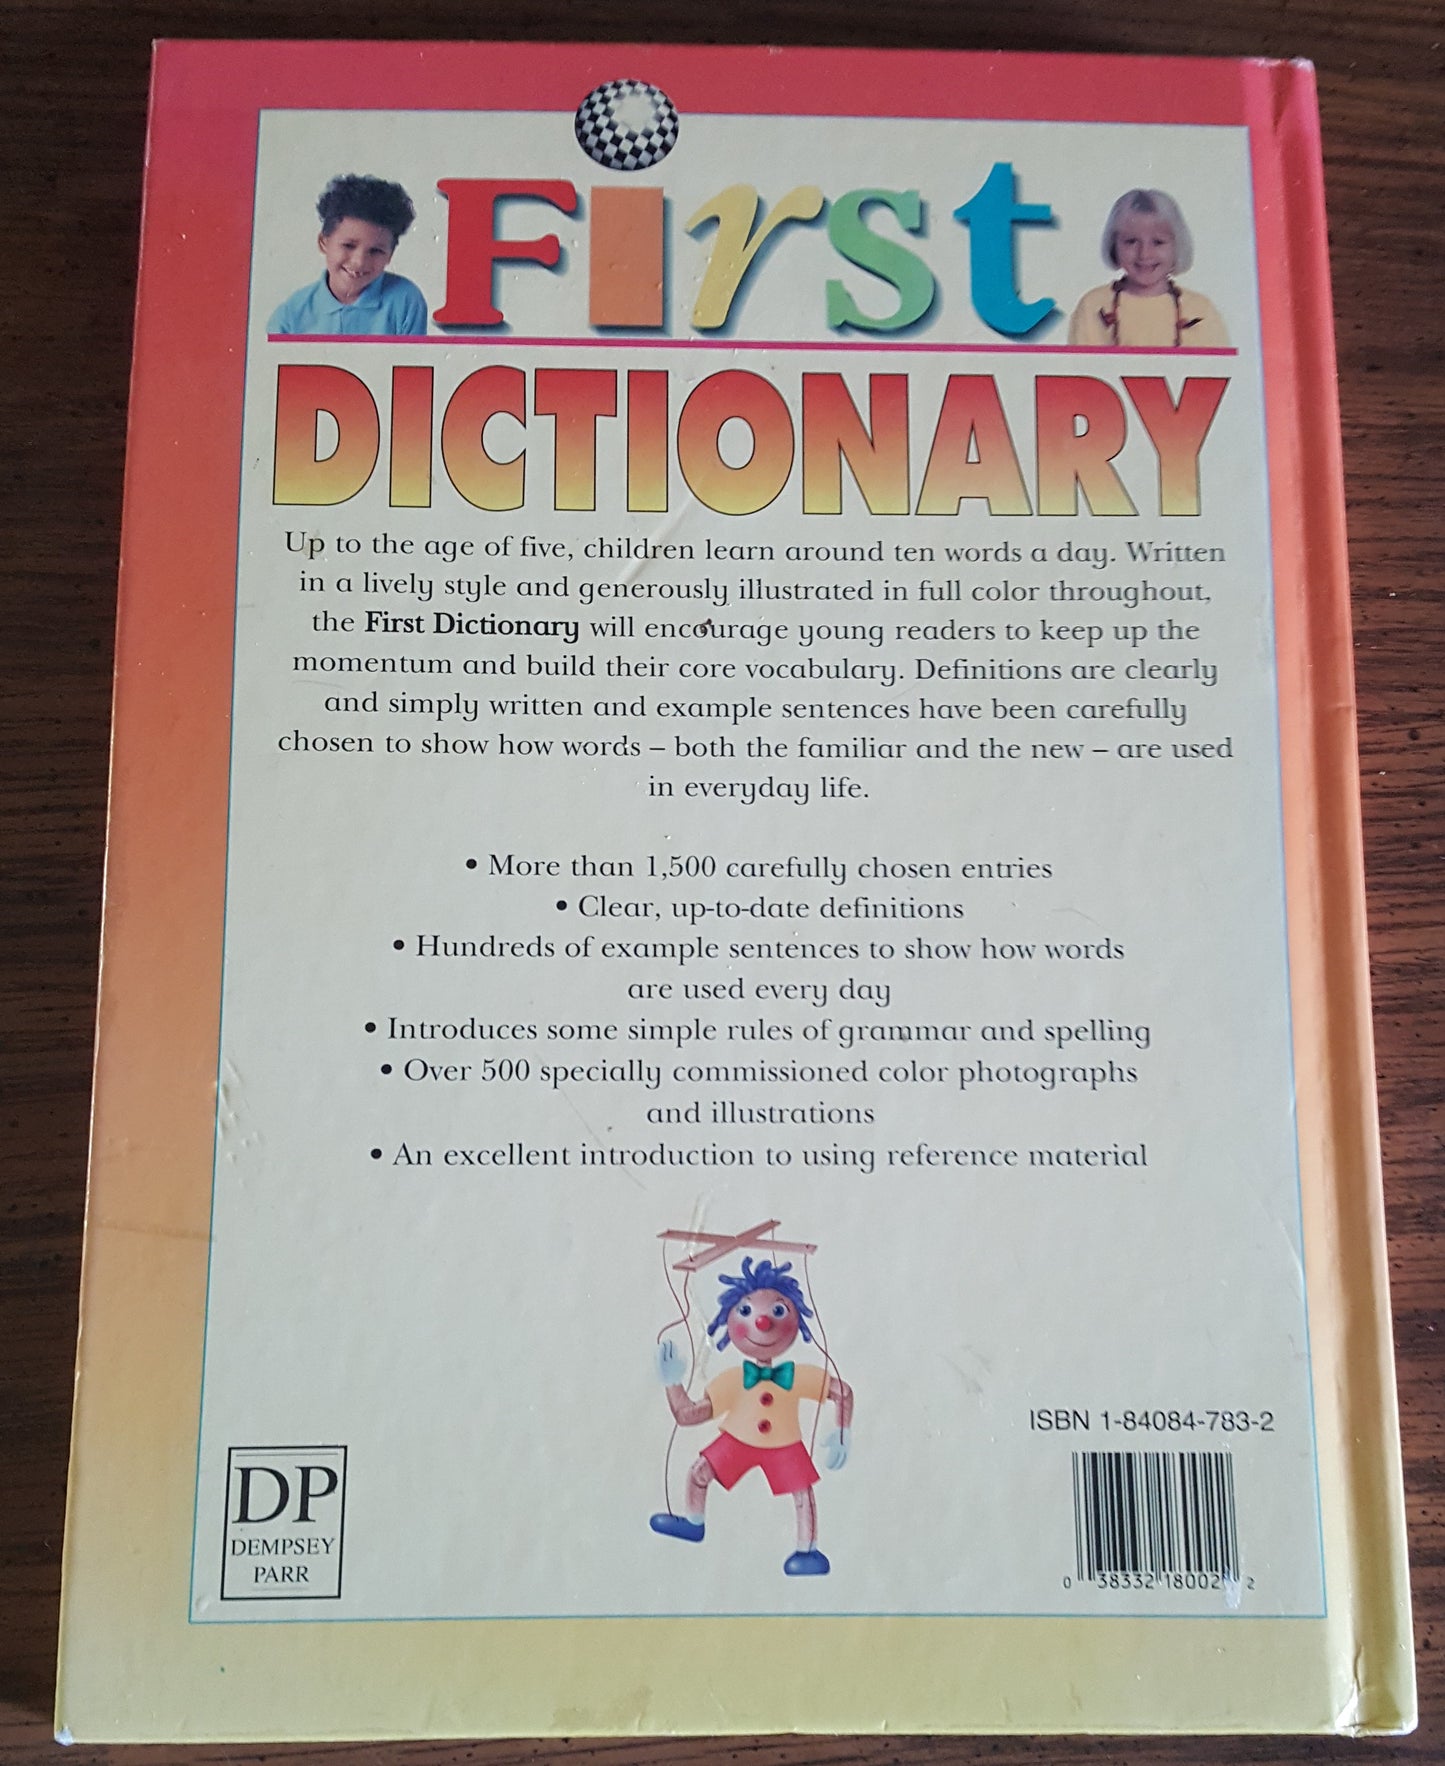 First
DICTIONARY
Up to the age of five, children learn around ten words a day. Written
in a lively style and generously illustrated in full color throughout,
the First Dictionary will encourage young readers to keep up the
momentum and build their core vocabulary. Definitions are clearly
and simply written and example sentences have been carefully
chosen to show how words – both the familiar and the new – are used
in everyday life.
• More than 1,500 carefully chosen entries
• Clear, up-to-date definitions
• Hundreds of example sentences to show how words
are used every day
• Introduces some simple rules of grammar and spelling
• Over 500 specially commissioned color photographs
and illustrations
• An excellent introduction to using reference material
ISBN 1-84084-783-2
DP
DEMPSEY
PARR
0 38332 18002 2